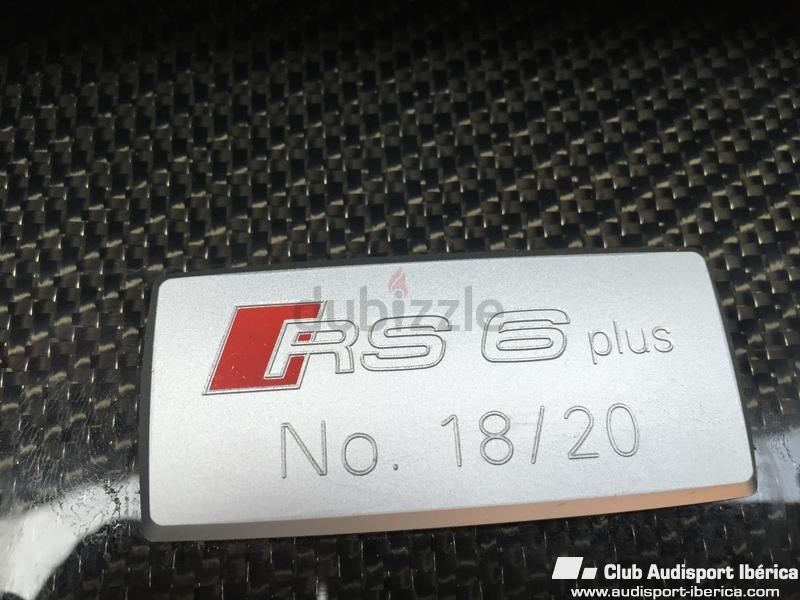 dubizzle
RS 6 plus
No. 18/20
Club Audisport Ibérica
www.audisport-iberica.com